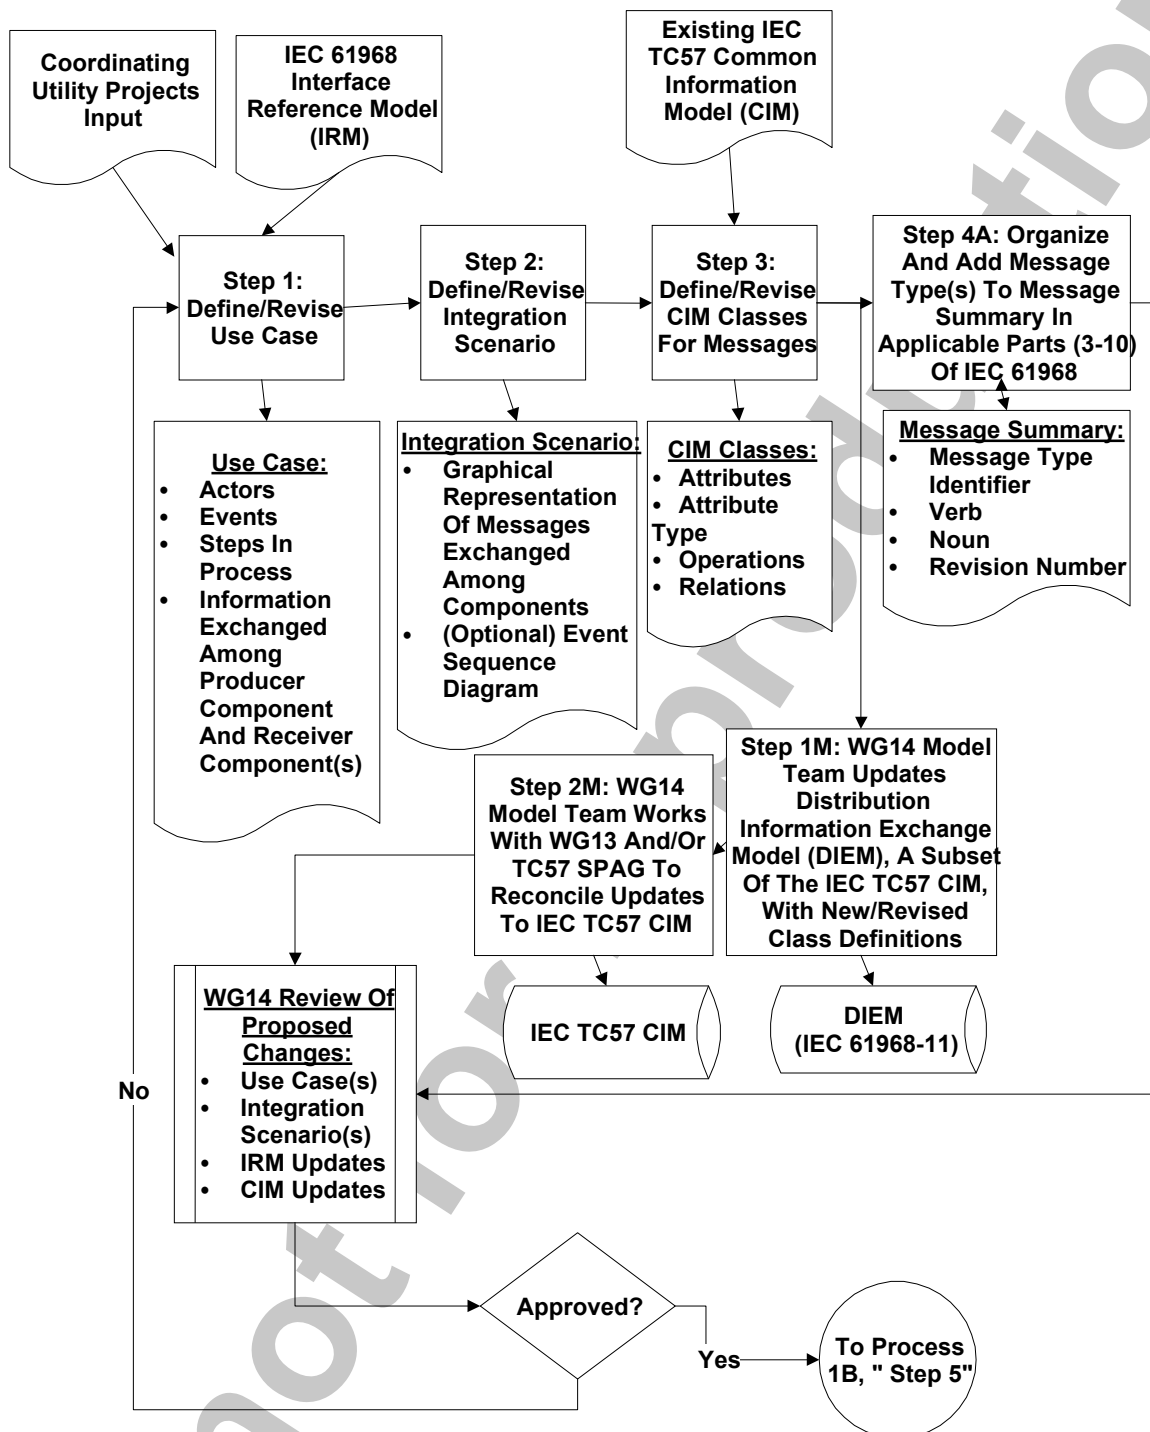 Coordinating
Utility Projects
Input
IEC 61968
Interface
Reference Model
(IRM)
Existing IEC
TC57 Common
Information
Model (CIM)
Step 1:
Define/Revise
Use Case
Step 2:
Define/Revise
Integration
Scenario
Step 3:
Define/Revise
CIM Classes
For Messages
Step 4A: Organize
And Add Message
Type(s) To Message
Summary In
Applicable Parts (3-10)
Of IEC 61968
Use Case:
• Actors
• Events
• Steps In
Process
• Information
Exchanged
Among
Producer
Component
And Receiver
Component(s)
Integration Scenario:
• Graphical
Representation
Of Messages
Exchanged
Among
Components
• (Optional) Event
Sequence
Diagram
CIM Classes:
• Attributes
• Attribute
Type
• Operations
• Relations
Message Summary:
• Message Type
Identifier
• Verb
• Noun
• Revision Number
Step 2M: WG14
Model Team Works
With WG13 And/Or
TC57 SPAG To
Reconcile Updates
To IEC TC57 CIM
Step 1M: WG14 Model
Team Updates
Distribution
Information Exchange
Model (DIEM), A Subset
Of The IEC TC57 CIM,
With New/Revised
Class Definitions
WG14 Review Of
Proposed
Changes:
• Use Case(s)
• Integration
Scenario(s)
• IRM Updates
• CIM Updates
IEC TC57 CIM
DIEM
(IEC 61968-11)
No
Approved?
Yes
To Process
1B, " Step 5"